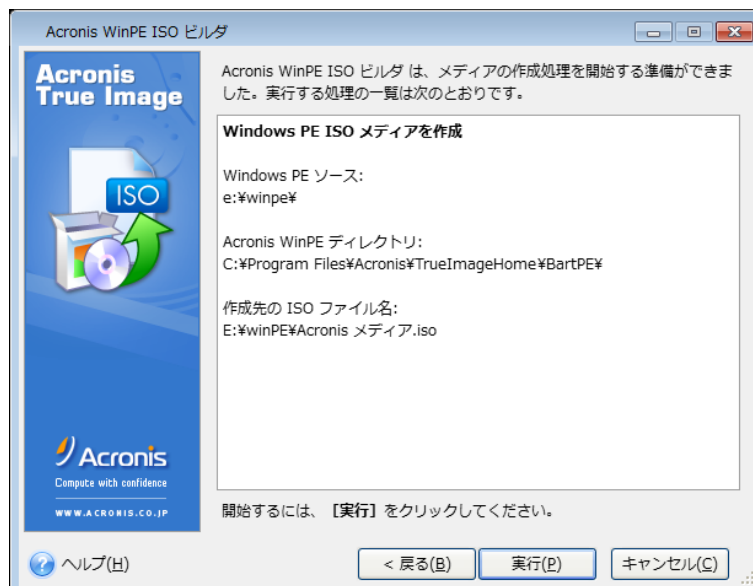 Acronis WinPE ISO ビルダ
Acronis
True Image
ISO
Acronis
Compute with confidence
WWW.ACRONIS.CO.JP
Acronis WinPE ISO ビルダ は、メディアの作成処理を開始する準備ができま
した。実行する処理の一覧は次のとおりです。
Windows PE ISO メディアを作成
Windows PE ソース:
e:¥winpe¥
Acronis WinPE ディレクトリ:
C:¥Program Files¥Acronis¥TrueImageHome¥BartPE¥
作成先の ISO ファイル名:
E:¥winPE¥Acronis メディア.iso
開始するには、 [実行] をクリックしてください。
ヘルプ(H)
< 戻る(B)
実行(P)
キャンセル(C)